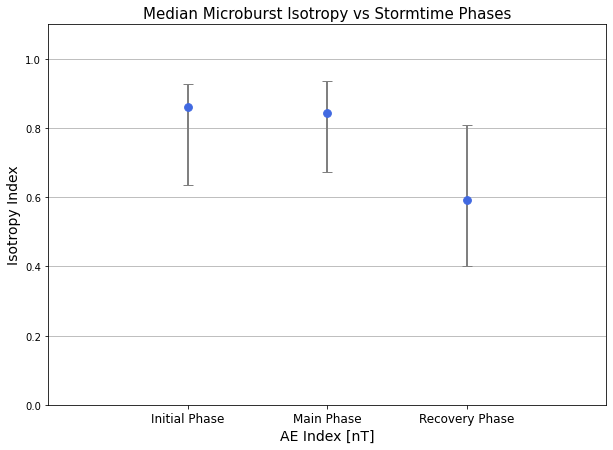 Median Microburst Isotropy vs Stormtime Phases
Isotropy Index
1.0
0.8
0.6
0.4
0.2
0.0
Initial Phase
Main Phase
Recovery Phase
AE Index [nT]